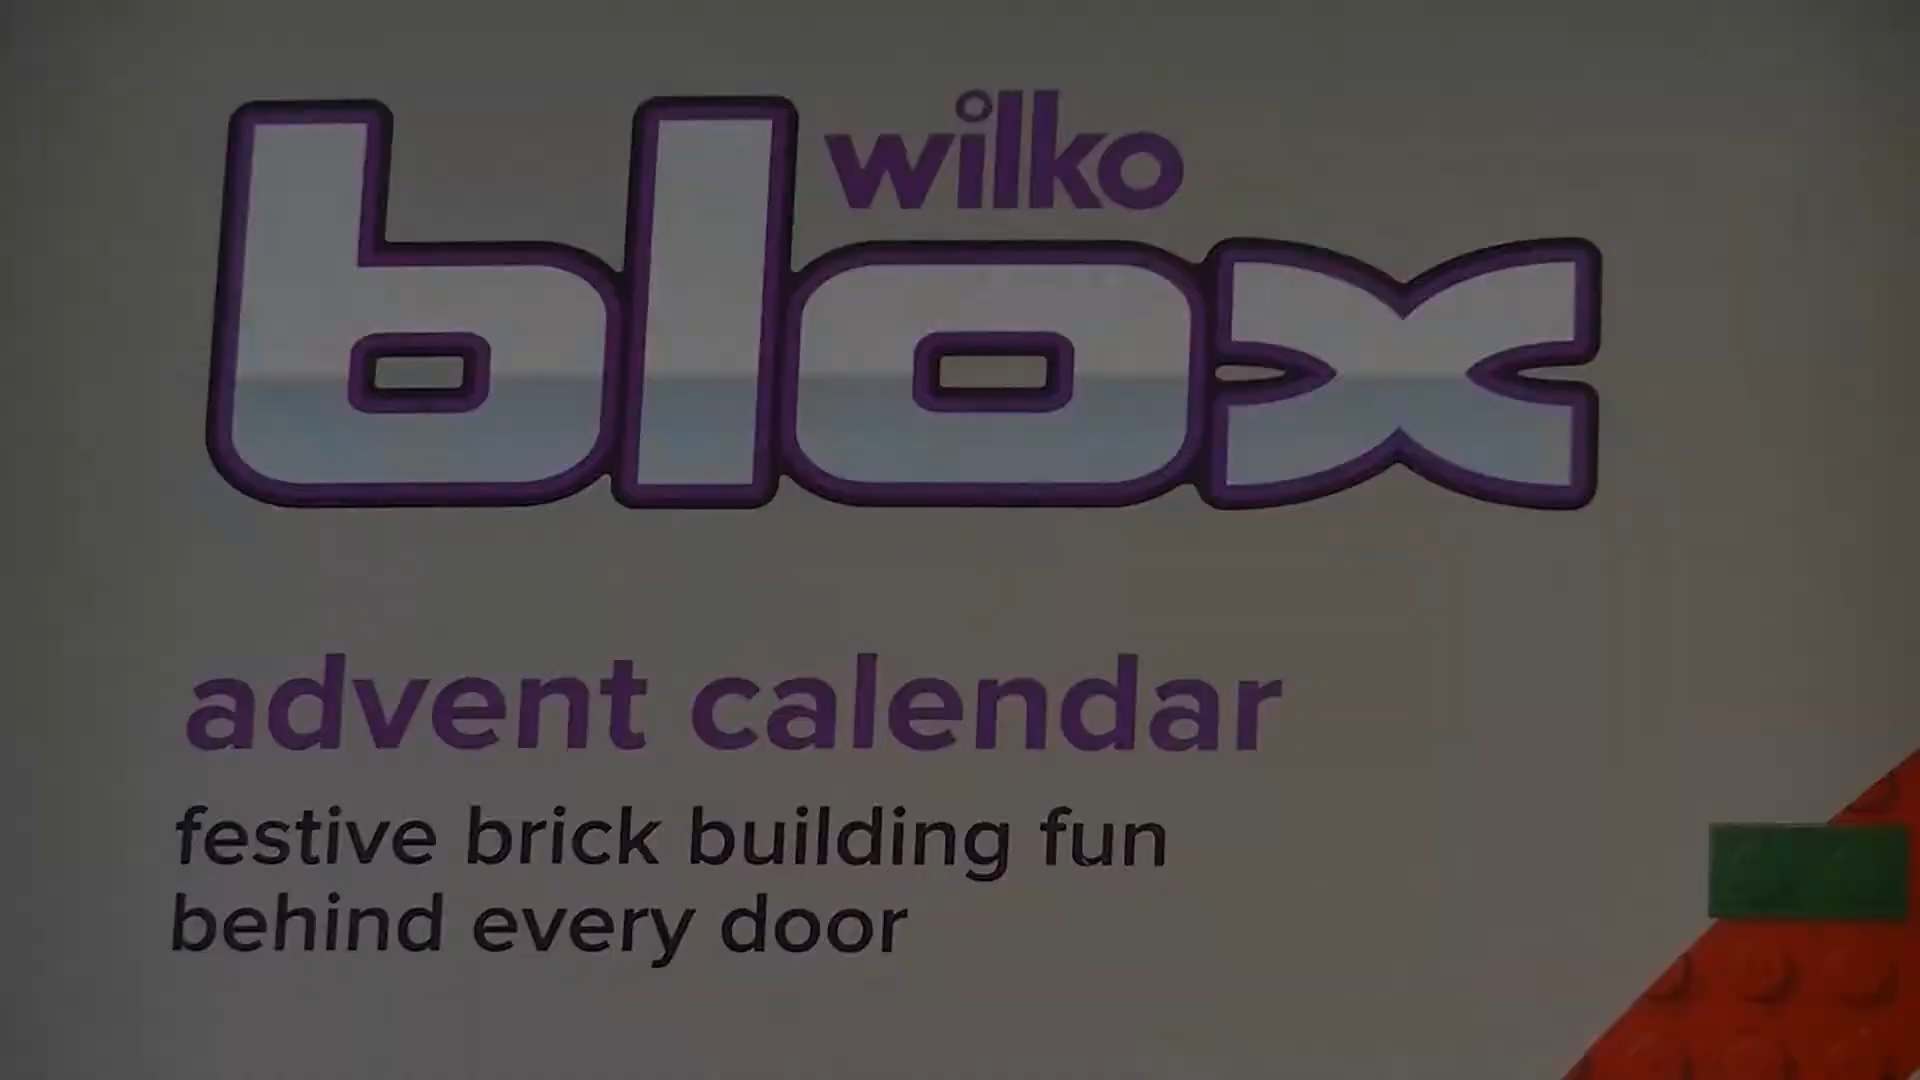 wilko
blox
advent calendar
festive brick building fun
behind every door